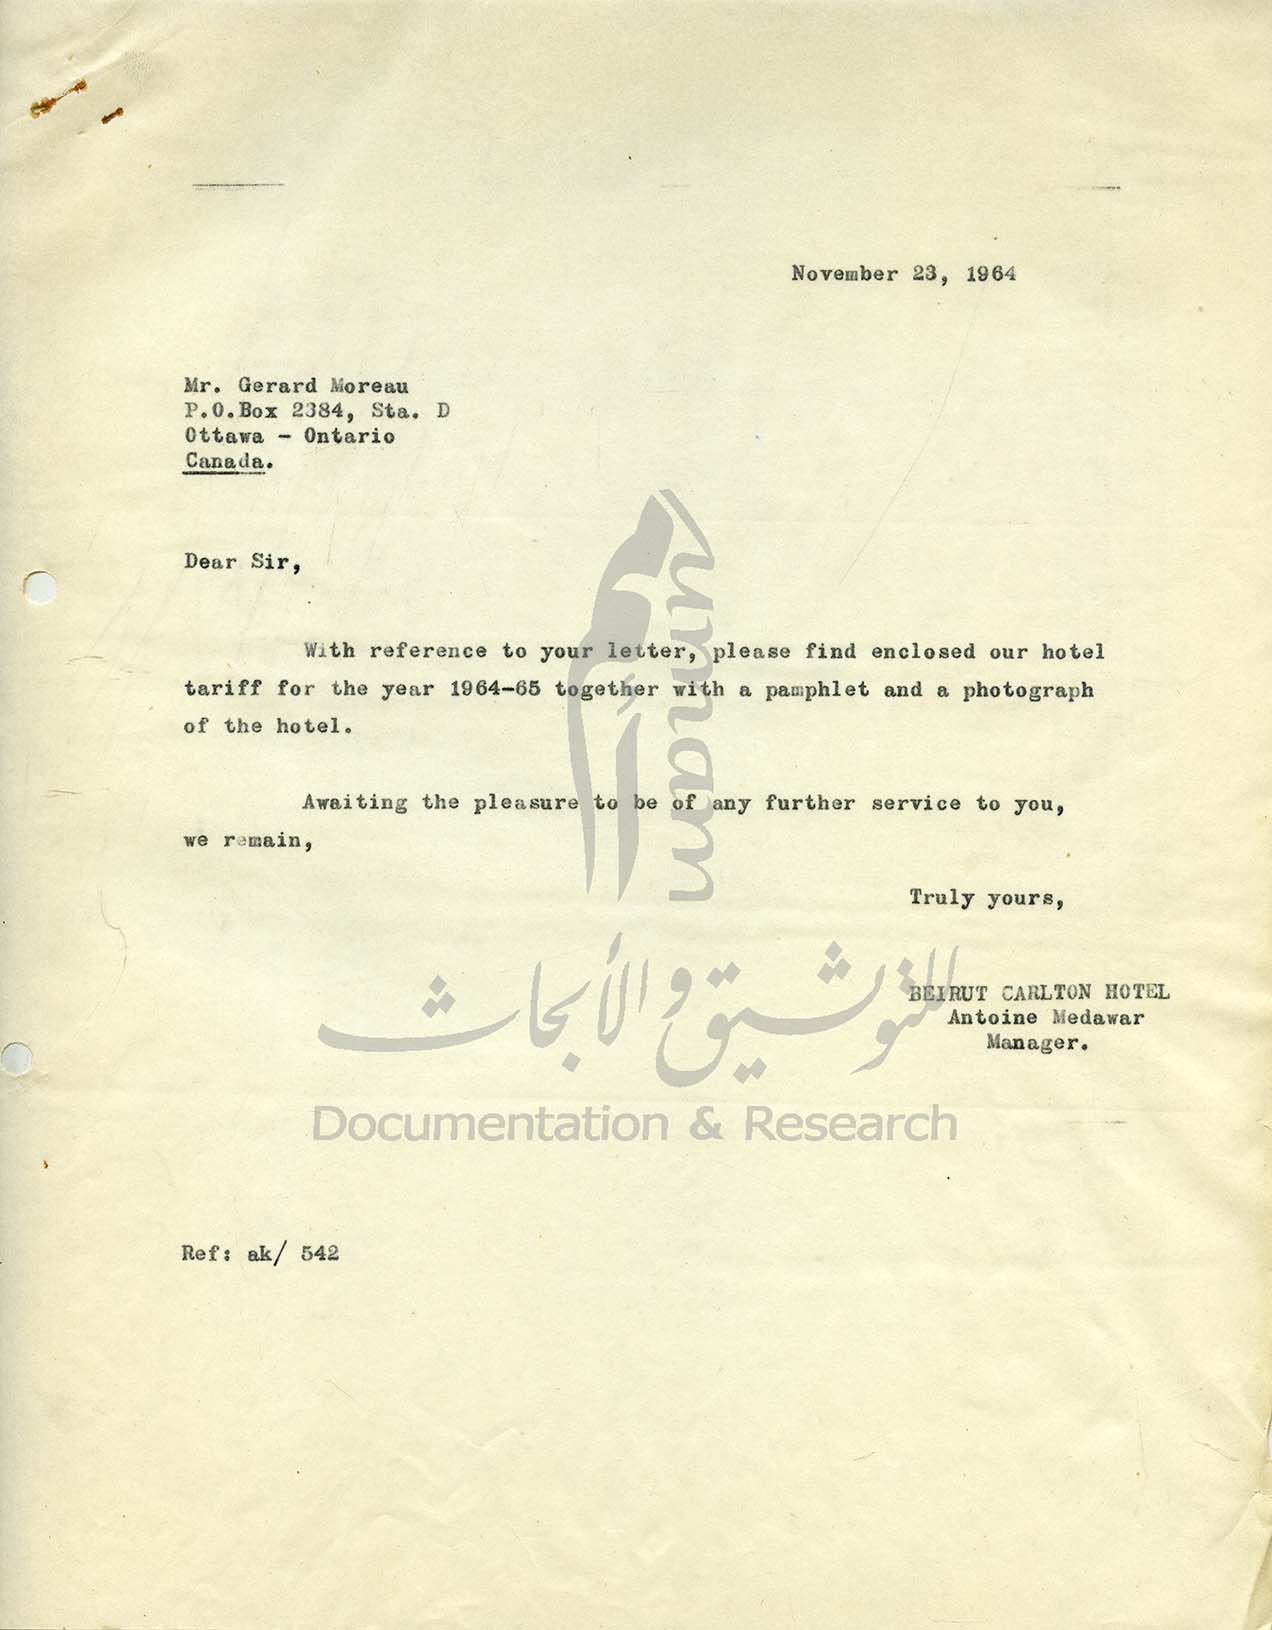 November 23, 1964
Mr. Gerard Moreau
P.O.Box 2384, Sta. D
Ottawa - Ontario
Canada.
Dear Sir,
With reference to your letter, please find enclosed our hotel
tariff for the year 1964-65 together with a pamphlet and a photograph
of the hotel.
Awaiting the pleasure to be of any further service to you,
we remain,
Truly yours,
BEIRUT CARLTON HOTEL
Antoine Medawar
Manager.
umam
للتوثيق والأبحاث
Documentation & Research
Ref: ak/ 542